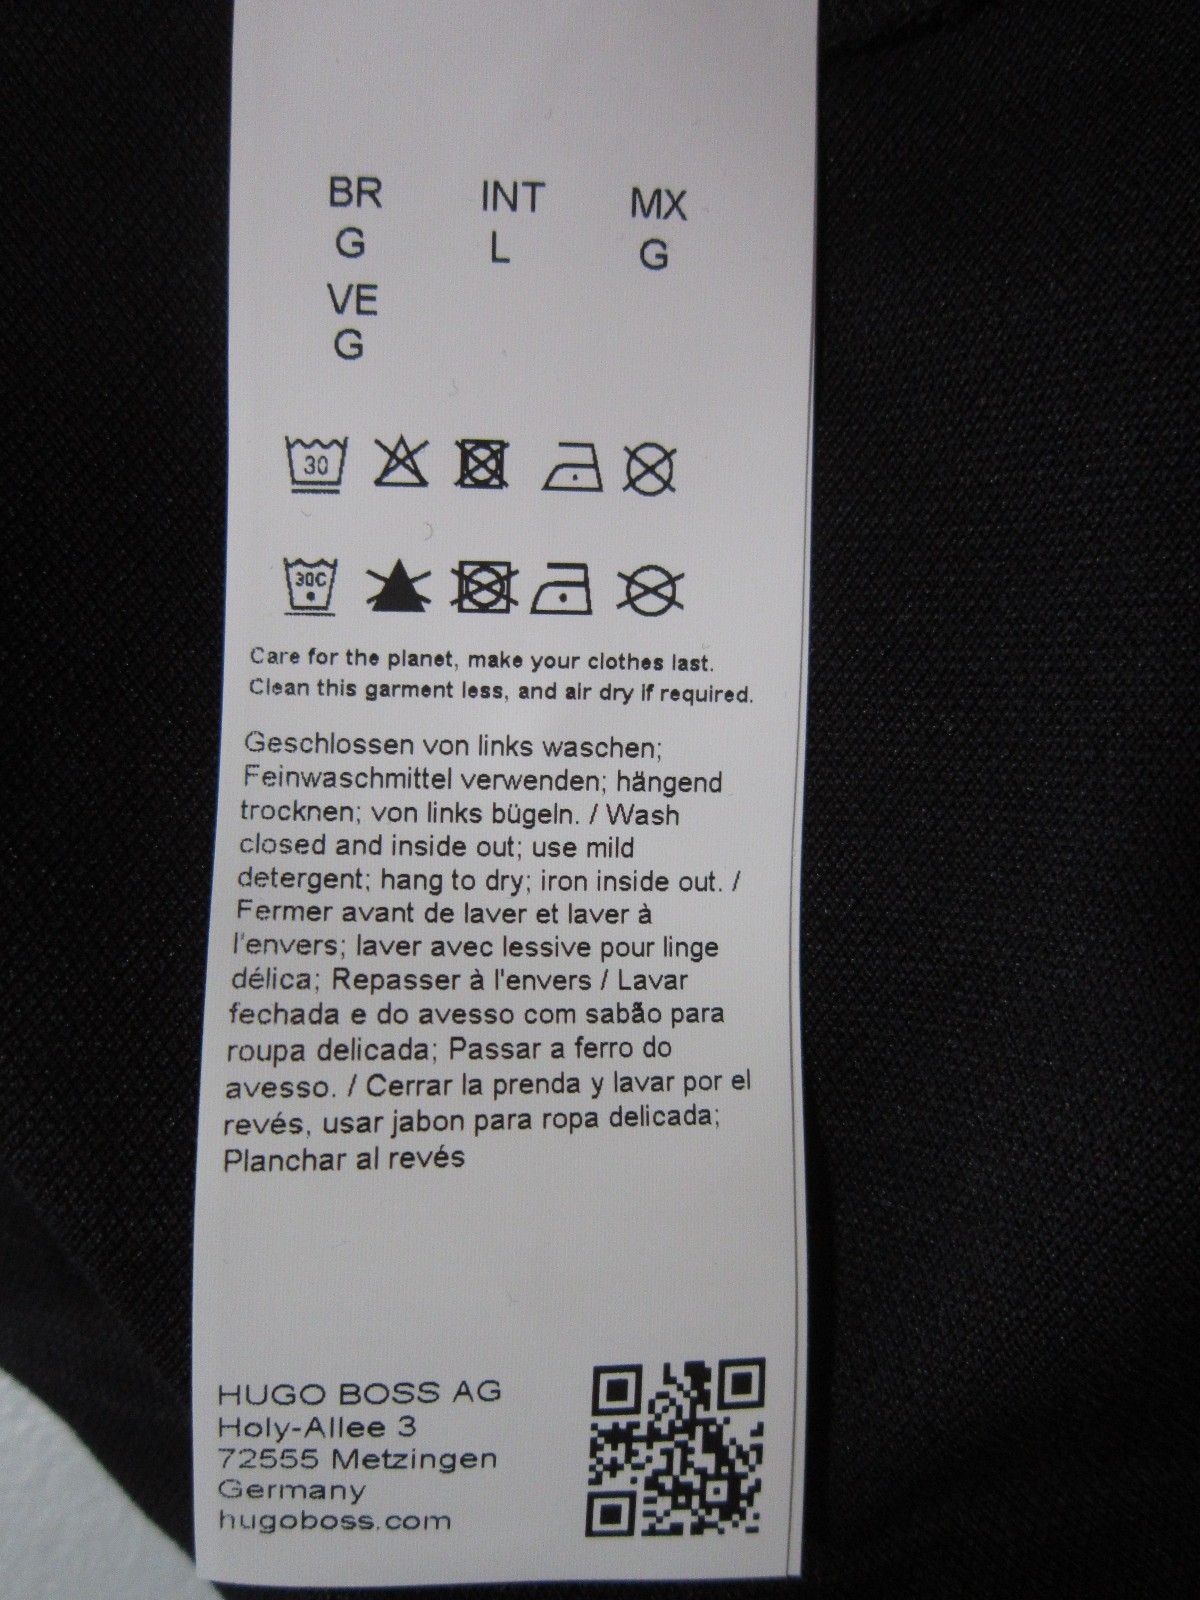 BR INT MX
G L G
VE
G
30
30C
Care for the planet, make your clothes last.
Clean this garment less, and air dry if required.
Geschlossen von links waschen;
Feinwaschmittel verwenden; hängend
trocknen; von links bügeln. / Wash
closed and inside out; use mild
detergent; hang to dry; iron inside out. /
Fermer avant de laver et laver à
l'envers; laver avec lessive pour linge
délica; Repasser à l'envers / Lavar
fechada e do avesso com sabão para
roupa delicada; Passar a ferro do
avesso. / Cerrar la prenda y lavar por el
revés, usar jabon para ropa delicada;
Planchar al revés
HUGO BOSS AG
Holy-Allee 3
72555 Metzingen
Germany
hugoboss.com